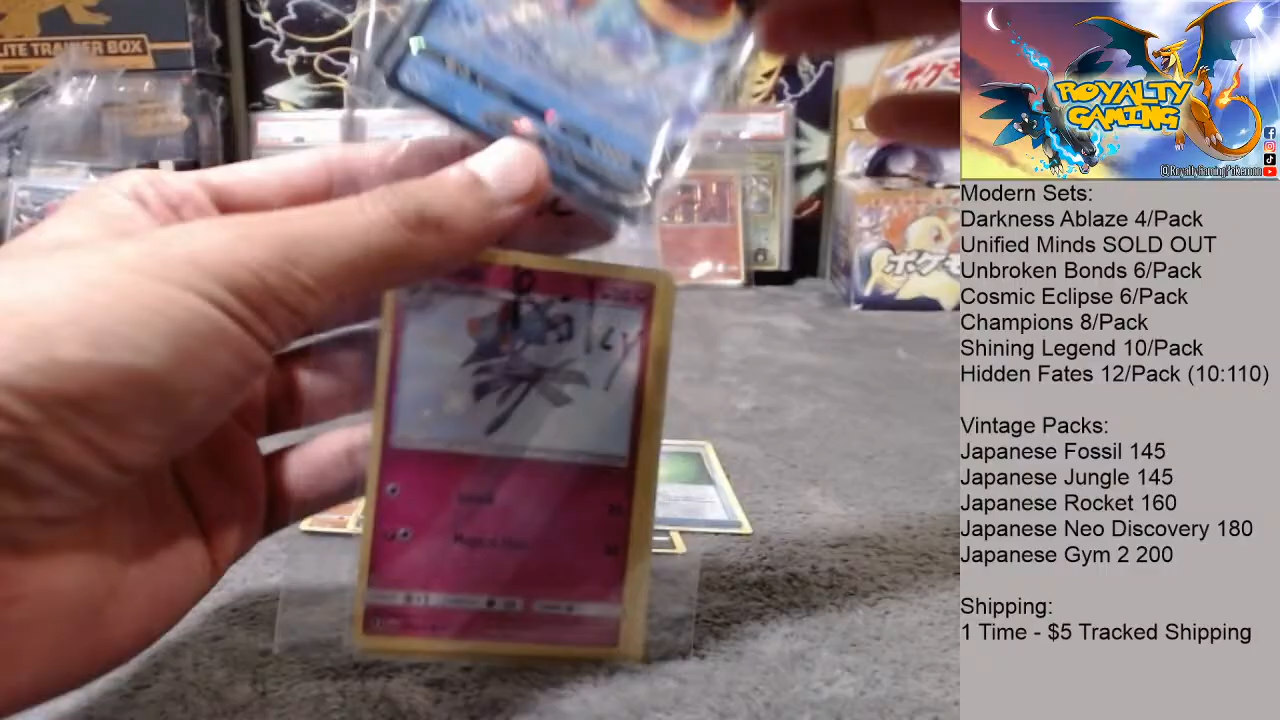 LITE TRAINER BOX
ROYALTY
GAMING
@RoyaltyGamingPokemon
Modern Sets:
Darkness Ablaze 4/Pack
Unified Minds SOLD OUT
Unbroken Bonds 6/Pack
Cosmic Eclipse 6/Pack
Champions 8/Pack
Shining Legend 10/Pack
Hidden Fates 12/Pack (10:110)
Vintage Packs:
Japanese Fossil 145
Japanese Jungle 145
Japanese Rocket 160
Japanese Neo Discovery 180
Japanese Gym 2 200
Shipping:
1 Time - $5 Tracked Shipping